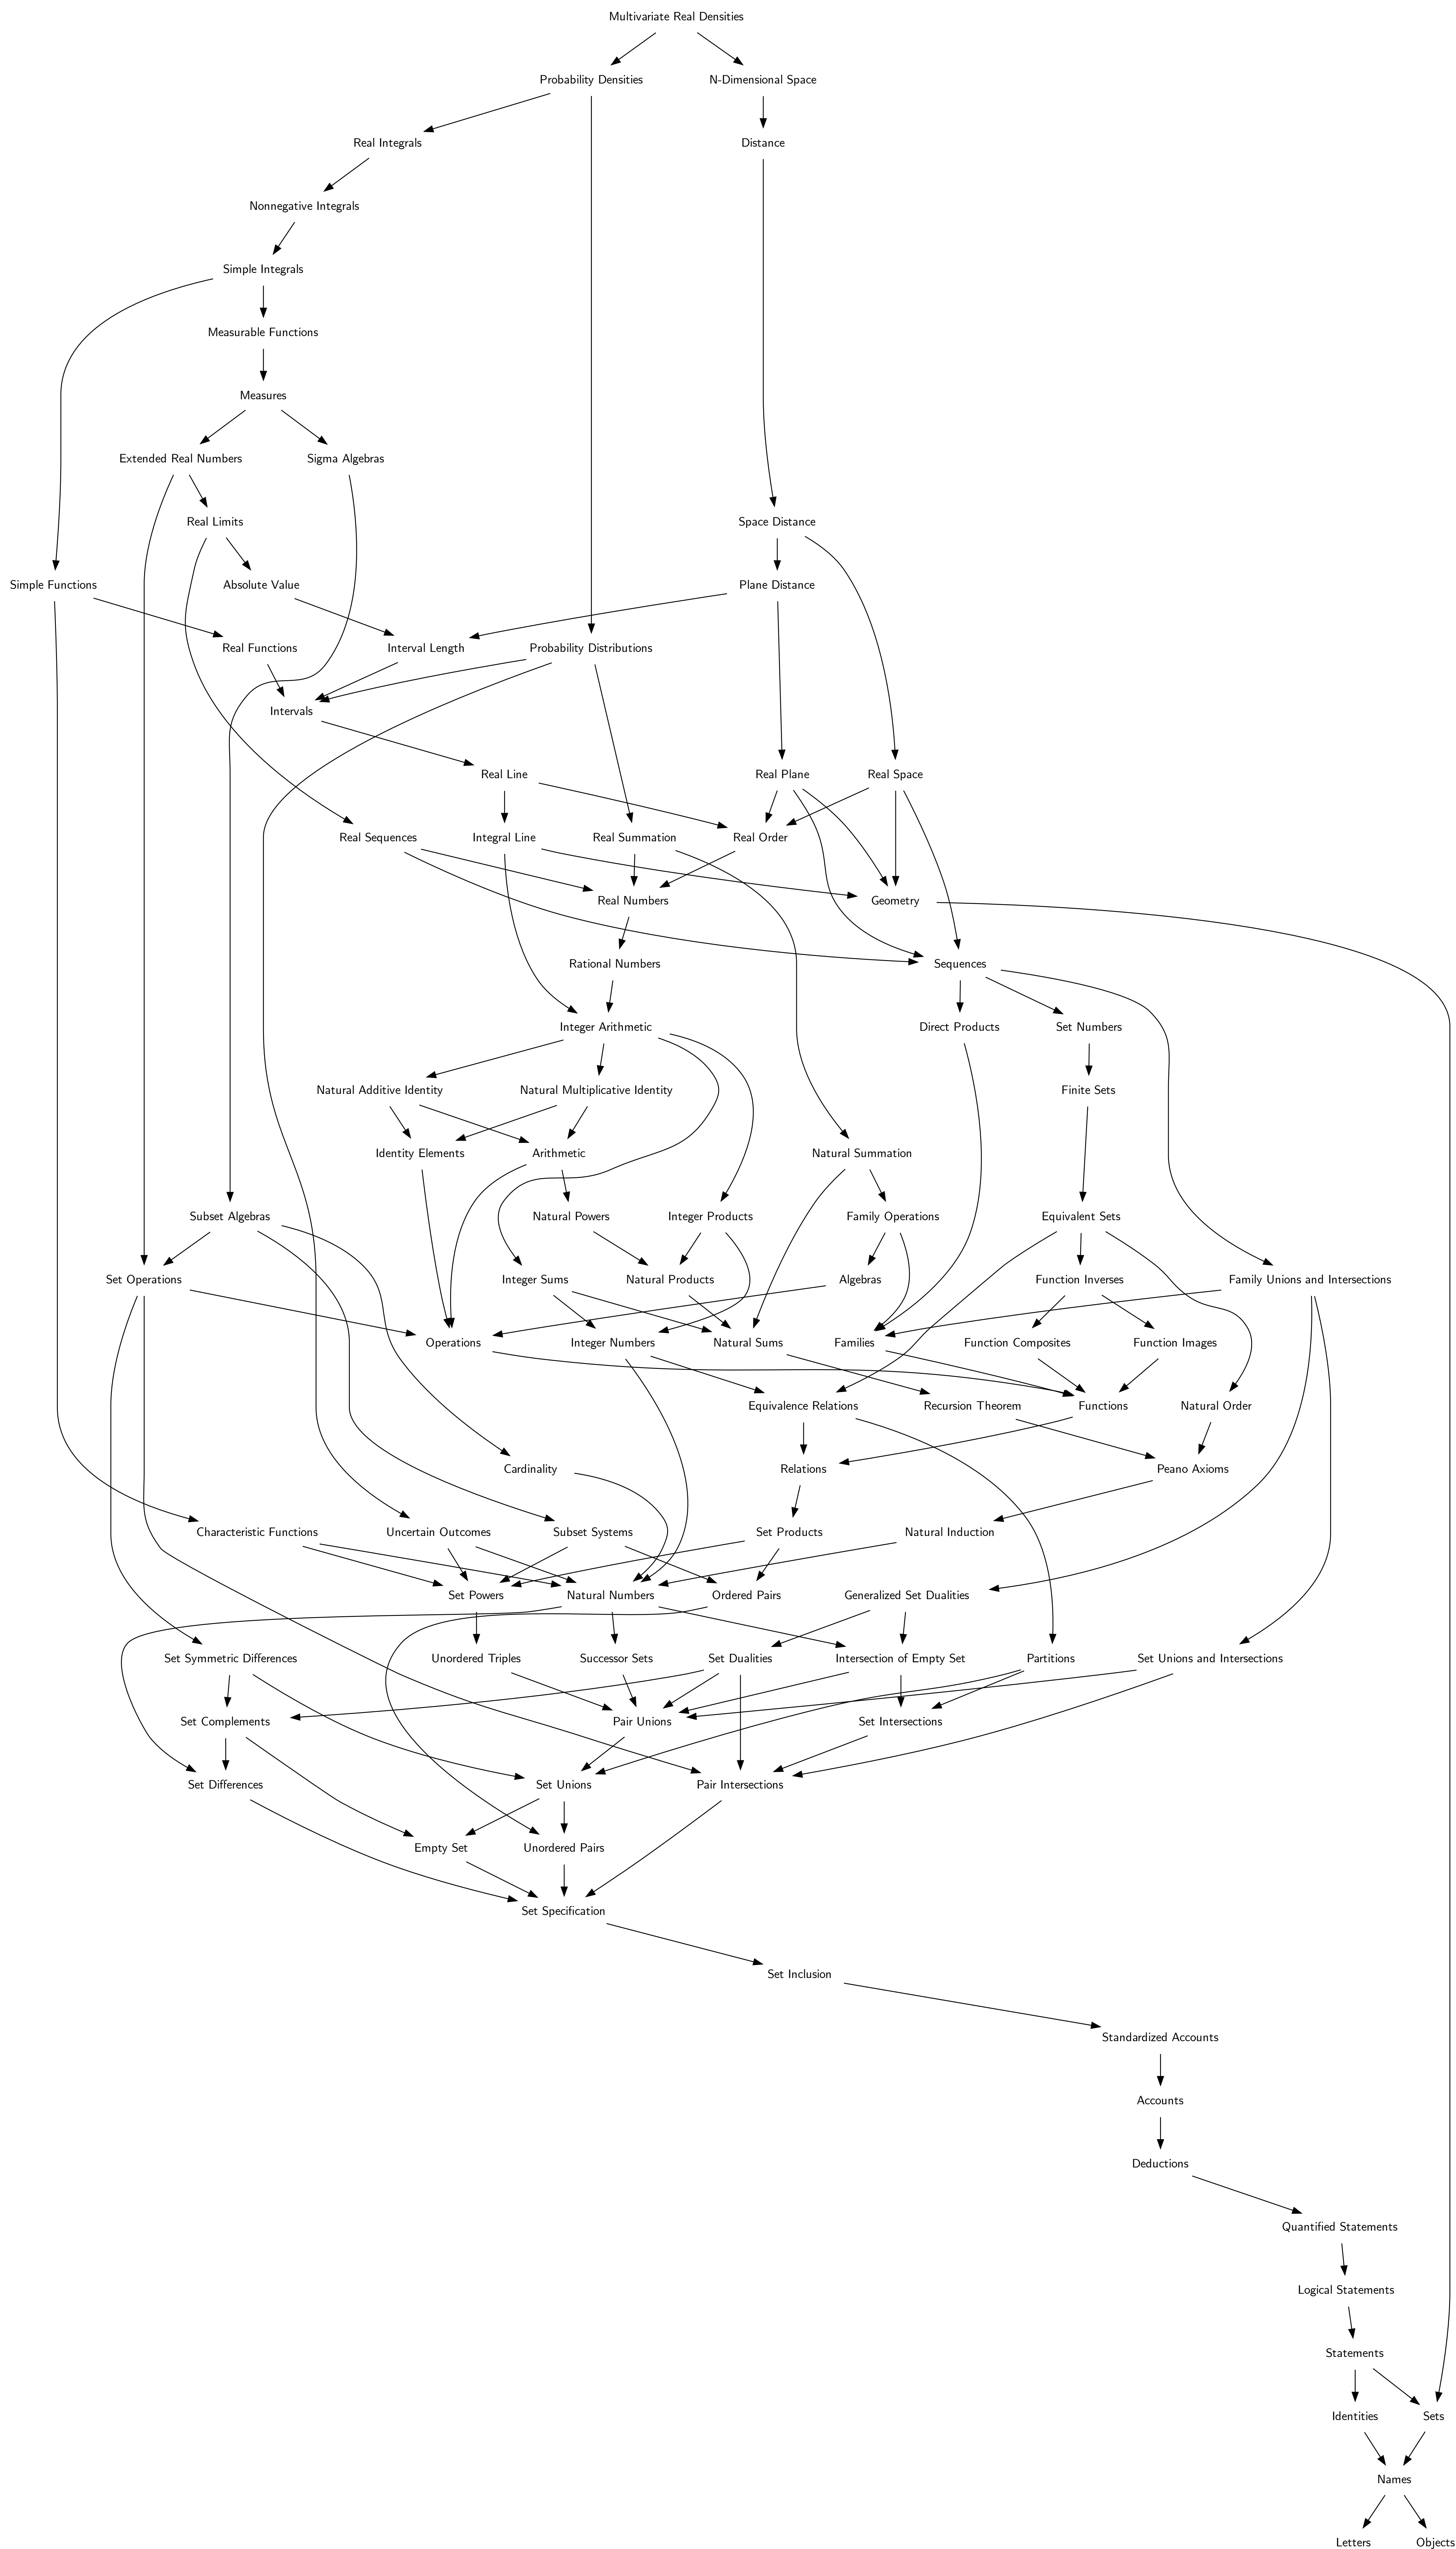 Multivariate Real Densities
Probability Densities
N-Dimensional Space
Real Integrals
Distance
Nonnegative Integrals
Simple Integrals
Measurable Functions
Measures
Extended Real Numbers
Sigma Algebras
Real Limits
Space Distance
Simple Functions
Absolute Value
Plane Distance
Real Functions
Interval Length
Probability Distributions
Intervals
Real Line
Real Plane
Real Space
Real Sequences
Integral Line
Real Summation
Real Order
Real Numbers
Geometry
Rational Numbers
Sequences
Integer Arithmetic
Direct Products
Set Numbers
Natural Additive Identity
Natural Multiplicative Identity
Finite Sets
Identity Elements
Arithmetic
Natural Summation
Subset Algebras
Natural Powers
Integer Products
Family Operations
Equivalent Sets
Set Operations
Integer Sums
Natural Products
Algebras
Function Inverses
Family Unions and Intersections
Operations
Integer Numbers
Natural Sums
Families
Function Composites
Function Images
Equivalence Relations
Recursion Theorem
Functions
Natural Order
Cardinality
Relations
Peano Axioms
Characteristic Functions
Uncertain Outcomes
Subset Systems
Set Products
Natural Induction
Set Powers
Natural Numbers
Ordered Pairs
Generalized Set Dualities
Set Symmetric Differences
Unordered Triples
Successor Sets
Set Dualities
Intersection of Empty Set
Partitions
Set Unions and Intersections
Set Complements
Pair Unions
Set Intersections
Set Differences
Set Unions
Pair Intersections
Empty Set
Unordered Pairs
Set Specification
Set Inclusion
Standardized Accounts
Accounts
Deductions
Quantified Statements
Logical Statements
Statements
Identities
Sets
Names
Letters
Objects